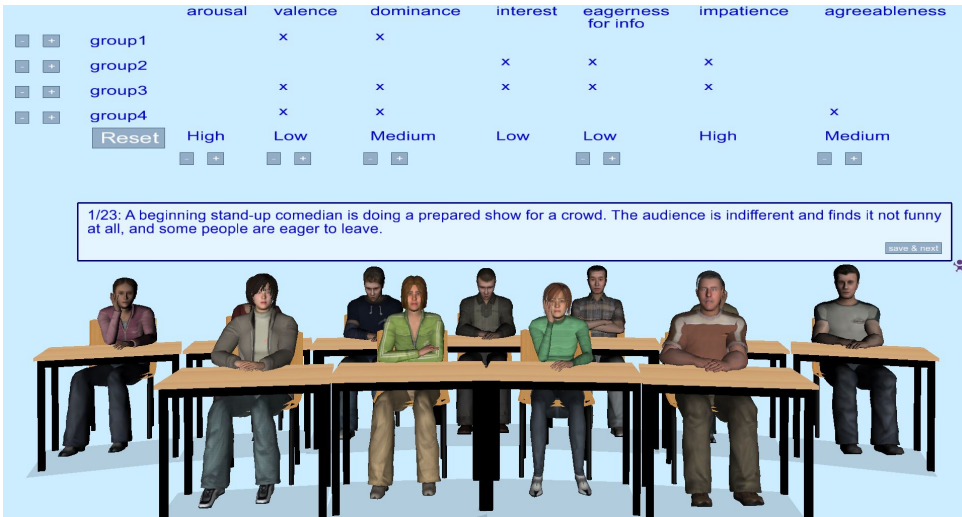 arousal valence dominance interest eagerness impatience agreeableness
for info
- + group1 x x
- + group2 x x x
- + group3 x x x x x
- + group4 x x x
Reset High Low Medium Low Low High Medium
- + - + - + - + - +
1/23: A beginning stand-up comedian is doing a prepared show for a crowd. The audience is indifferent and finds it not funny
at all, and some people are eager to leave.
save & next